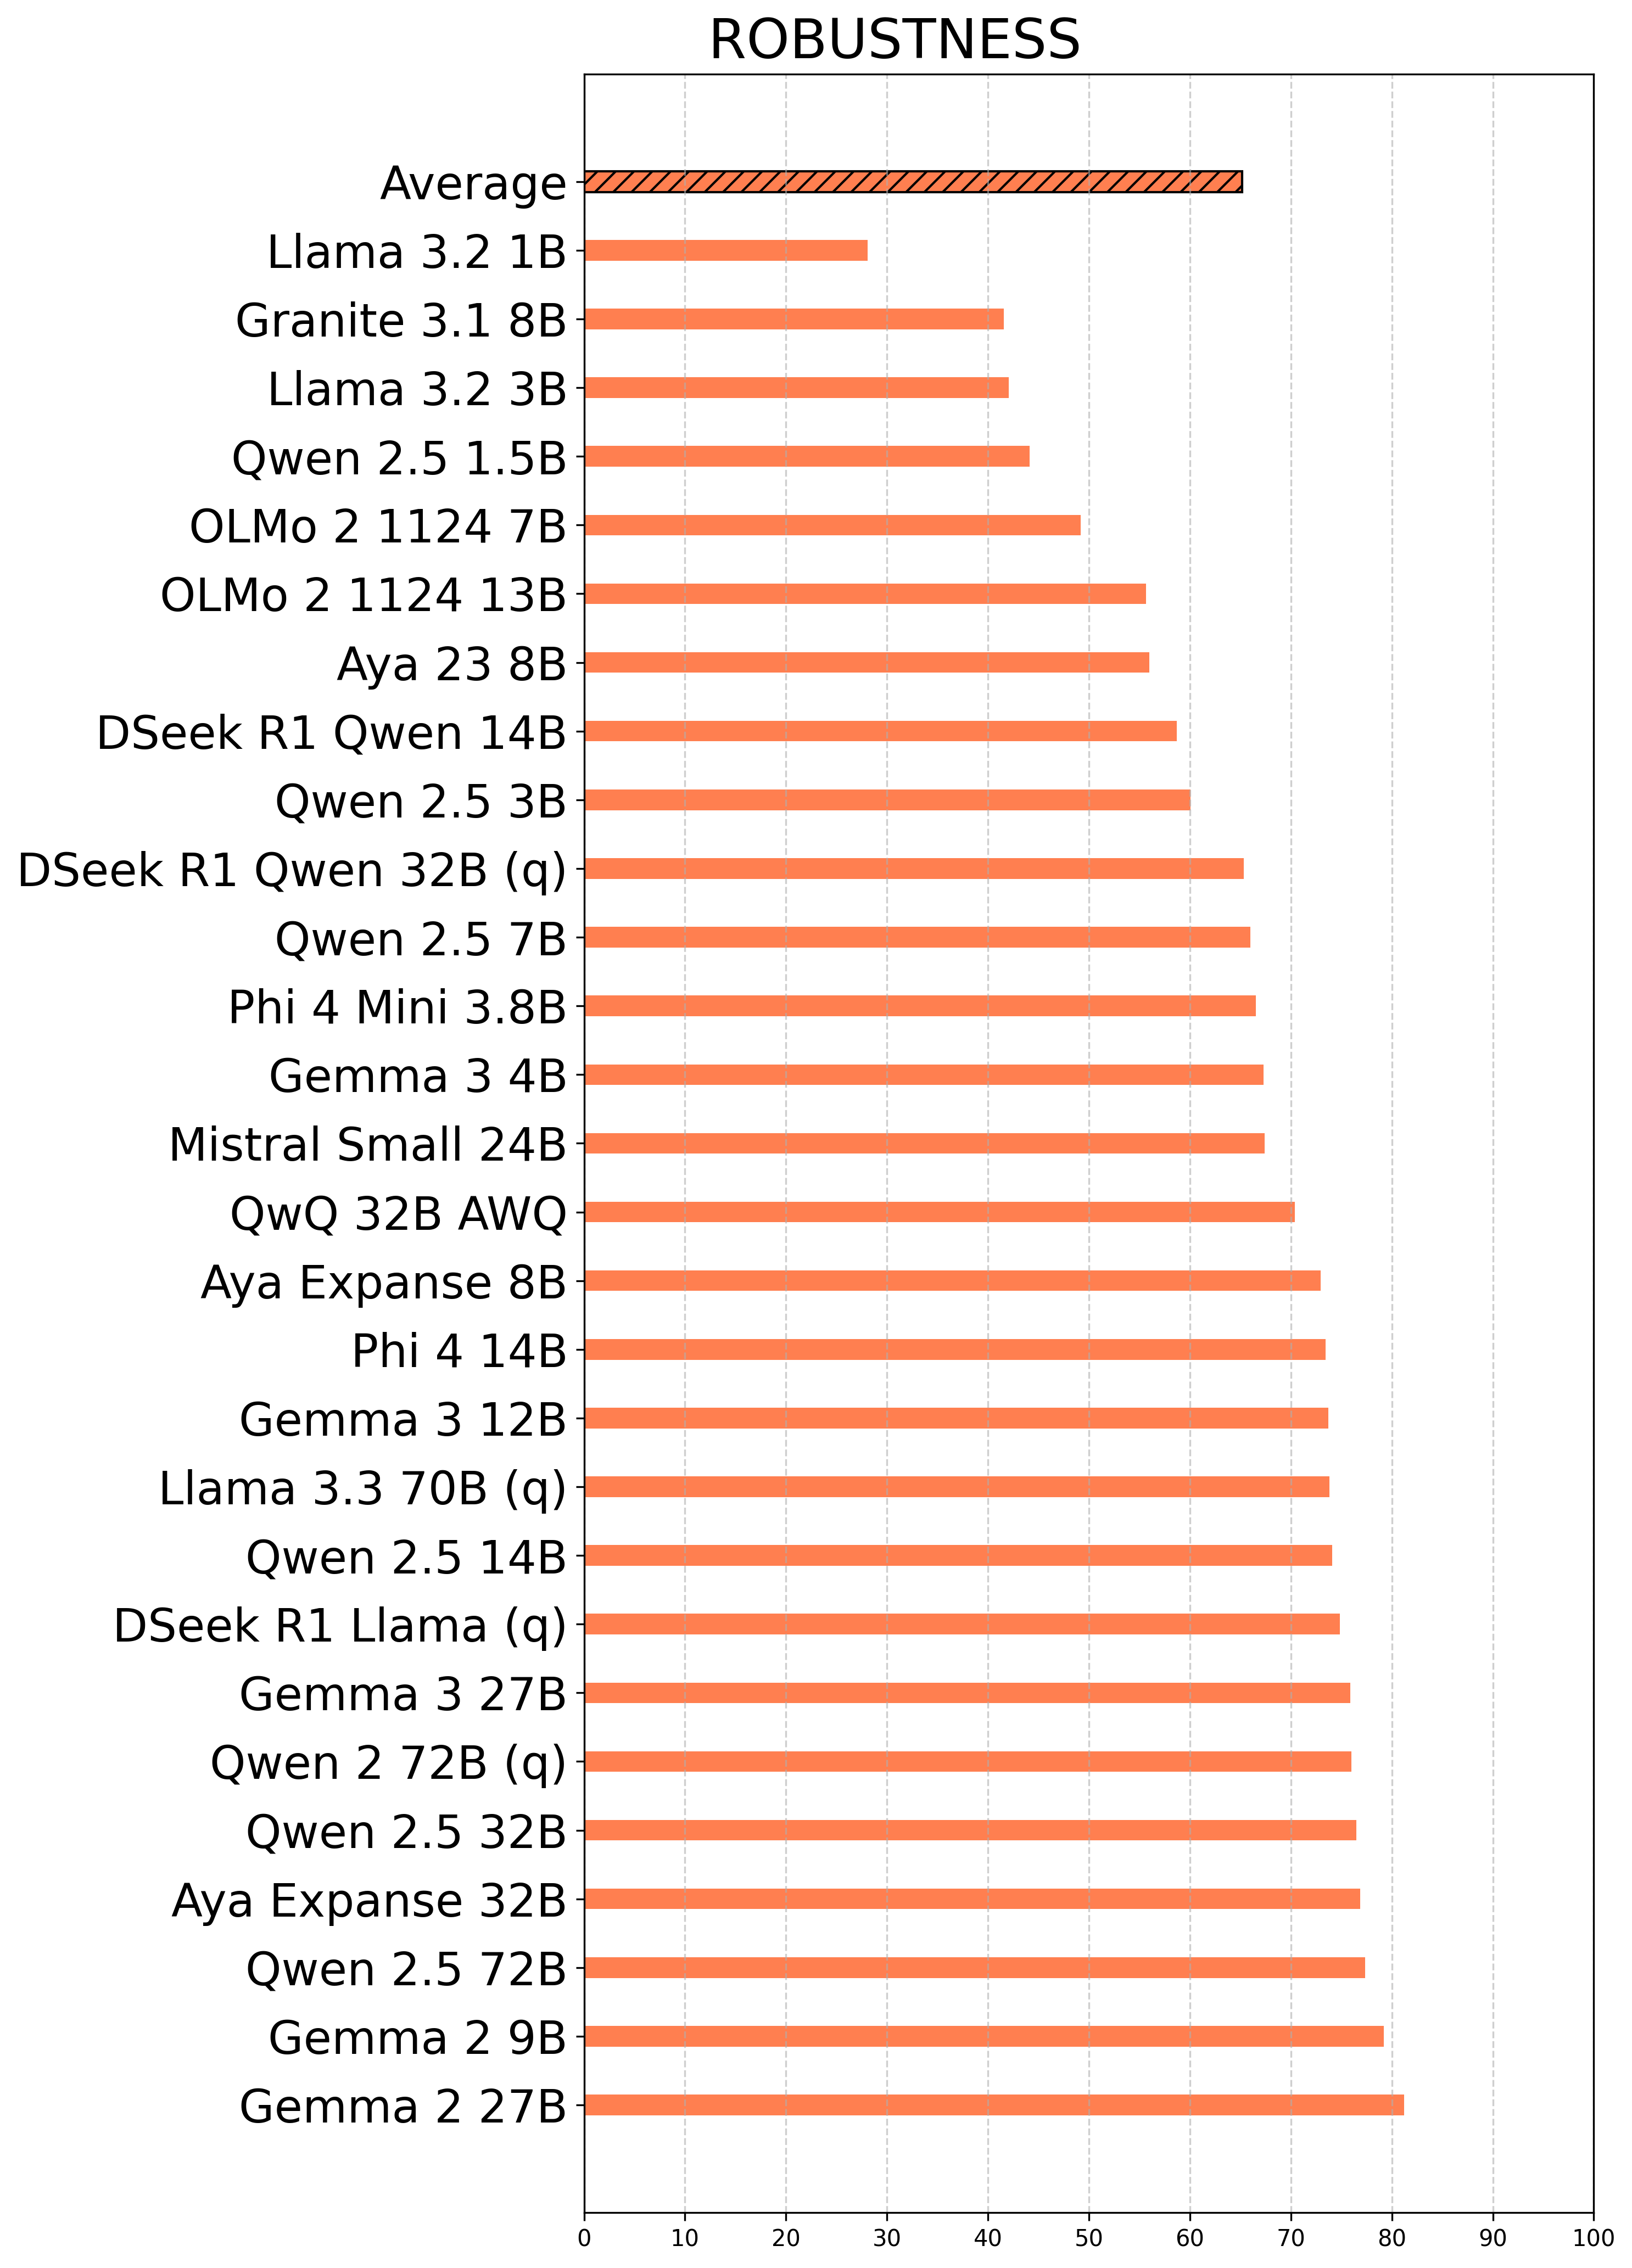 ROBUSTNESS
Average
Llama 3.2 1B
Granite 3.1 8B
Llama 3.2 3B
Qwen 2.5 1.5B
OLMo 2 1124 7B
OLMo 2 1124 13B
Aya 23 8B
DSeek R1 Qwen 14B
Qwen 2.5 3B
DSeek R1 Qwen 32B (q)
Qwen 2.5 7B
Phi 4 Mini 3.8B
Gemma 3 4B
Mistral Small 24B
QwQ 32B AWQ
Aya Expanse 8B
Phi 4 14B
Gemma 3 12B
Llama 3.3 70B (q)
Qwen 2.5 14B
DSeek R1 Llama (q)
Gemma 3 27B
Qwen 2 72B (q)
Qwen 2.5 32B
Aya Expanse 32B
Qwen 2.5 72B
Gemma 2 9B
Gemma 2 27B
0 10 20 30 40 50 60 70 80 90 100